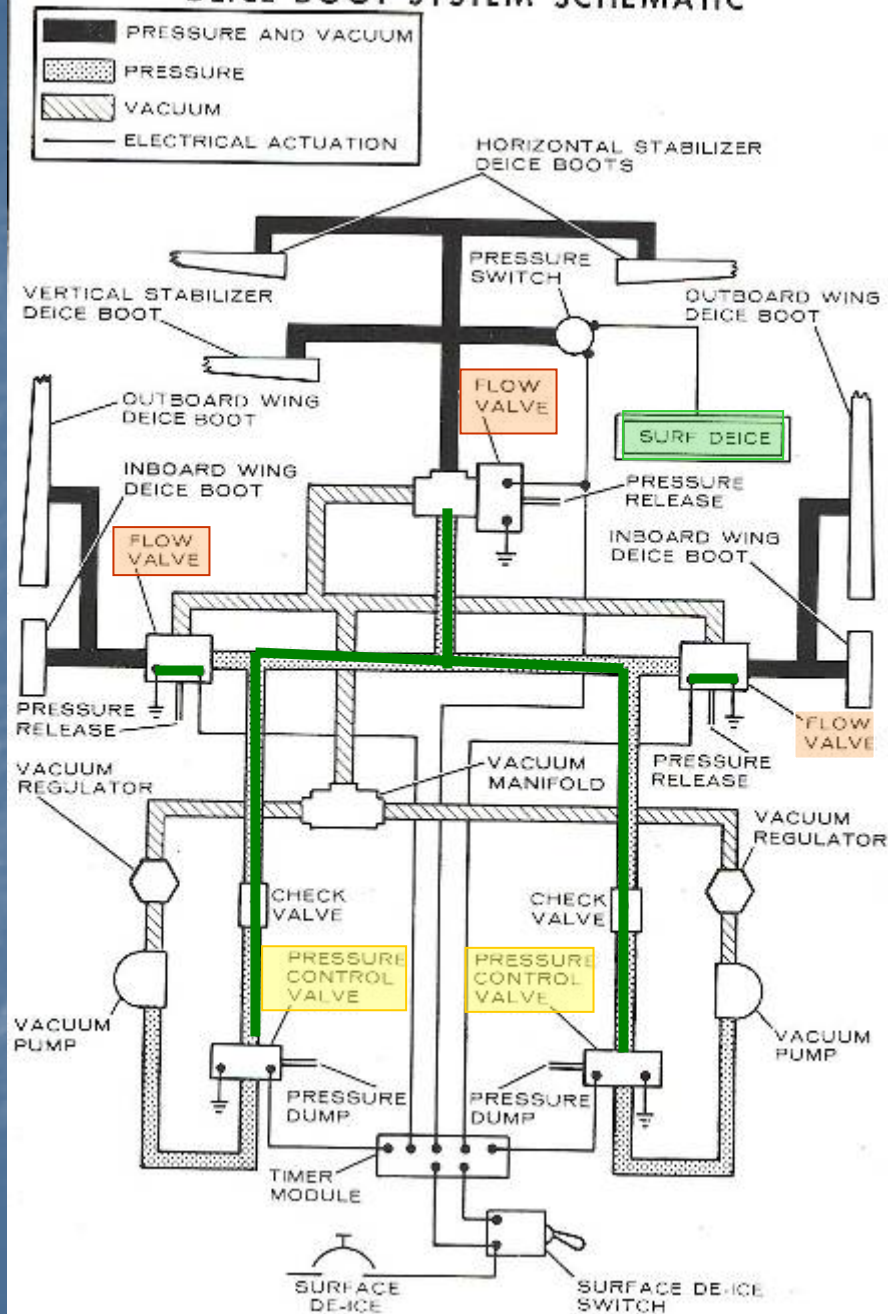 DEICE BOOT SYSTEM SCHEMATIC
PRESSURE AND VACUUM
PRESSURE
VACUUM
ELECTRICAL ACTUATION
HORIZONTAL STABILIZER
DEICE BOOTS
PRESSURE
SWITCH
VERTICAL STABILIZER
DEICE BOOT
OUTBOARD WING
DEICE BOOT
FLOW
VALVE
OUTBOARD WING
DEICE BOOT
SURF DEICE
INBOARD WING
DEICE BOOT
PRESSURE
RELEASE
FLOW
VALVE
INBOARD WING
DEICE BOOT
PRESSURE
RELEASE
FLOW
VALVE
VACUUM
REGULATOR
VACUUM
MANIFOLD
PRESSURE
RELEASE
VACUUM
REGULATOR
CHECK
VALVE
CHECK
VALVE
PRESSURE
CONTROL
VALVE
PRESSURE
CONTROL
VALVE
VACUUM
PUMP
VACUUM
PUMP
PRESSURE
DUMP
PRESSURE
DUMP
TIMER
MODULE
SURFACE
DE-ICE
SURFACE DE-ICE
SWITCH